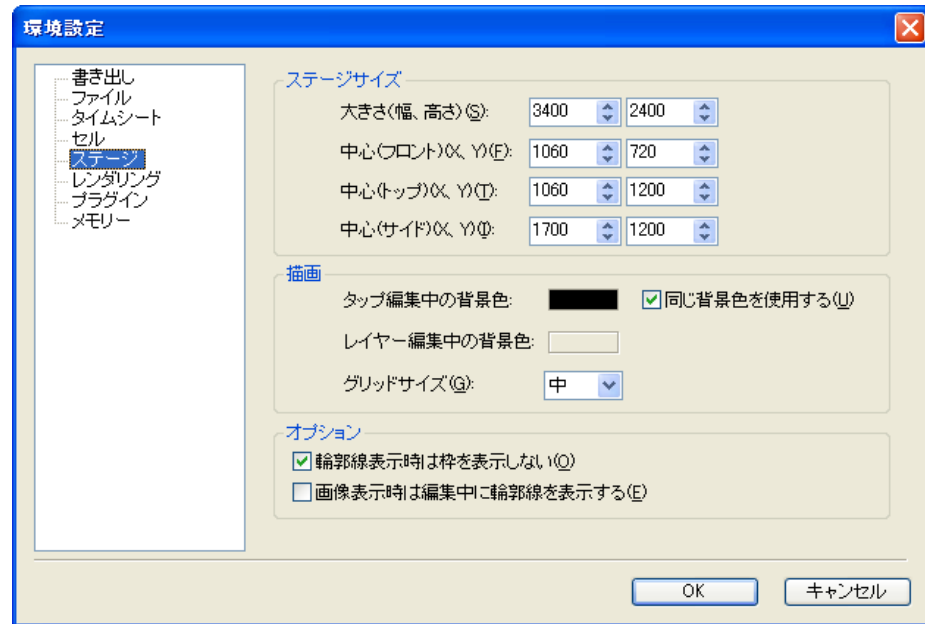 環境設定
書き出し
ファイル
タイムシート
セル
ステージ
レンダリング
プラグイン
メモリー
ステージサイズ
大きさ(幅、高さ)(S): 3400 2400
中心(フロント)(X、Y)(F): 1060 720
中心(トップ)(X、Y)(T): 1060 1200
中心(サイド)(X、Y)(I): 1700 1200
描画
タップ編集中の背景色: 同じ背景色を使用する(U)
レイヤー編集中の背景色:
グリッドサイズ(G): 中
オプション
輪郭線表示時は枠を表示しない(O)
画像表示時は編集中に輪郭線を表示する(E)
OK キャンセル